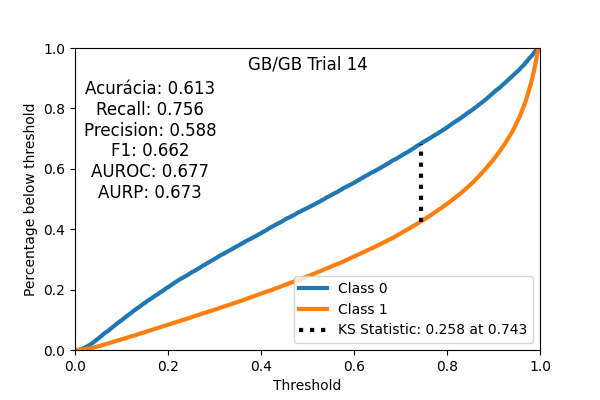 GB/GB Trial 14
Acurácia: 0.613
Recall: 0.756
Precision: 0.588
F1: 0.662
AUROC: 0.677
AURP: 0.673
Percentage below threshold
1.0
0.8
0.6
0.4
0.2
0.0
Class 0
Class 1
KS Statistic: 0.258 at 0.743
0.0 0.2 0.4 0.6 0.8 1.0
Threshold